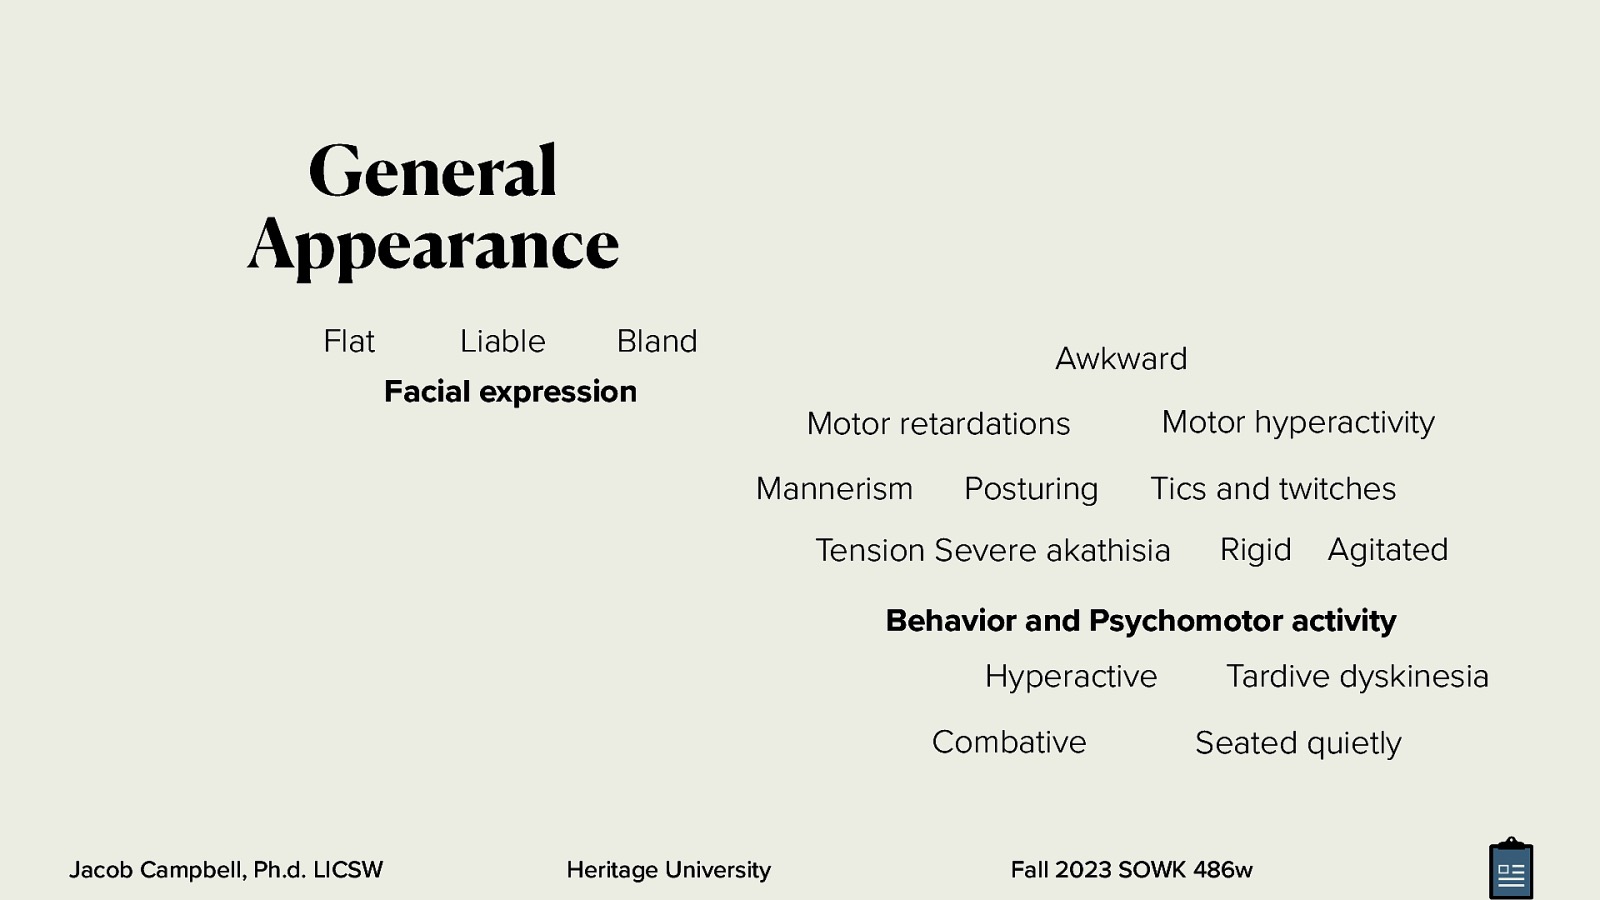 General
Appearance
Flat Liable Bland
Facial expression
Awkward
Motor retardations Motor hyperactivity
Mannerism Posturing Tics and twitches
Tension Severe akathisia Rigid Agitated
Behavior and Psychomotor activity
Hyperactive Tardive dyskinesia
Combative Seated quietly
Jacob Campbell, Ph.d. LICSW Heritage University Fall 2023 SOWK 486w